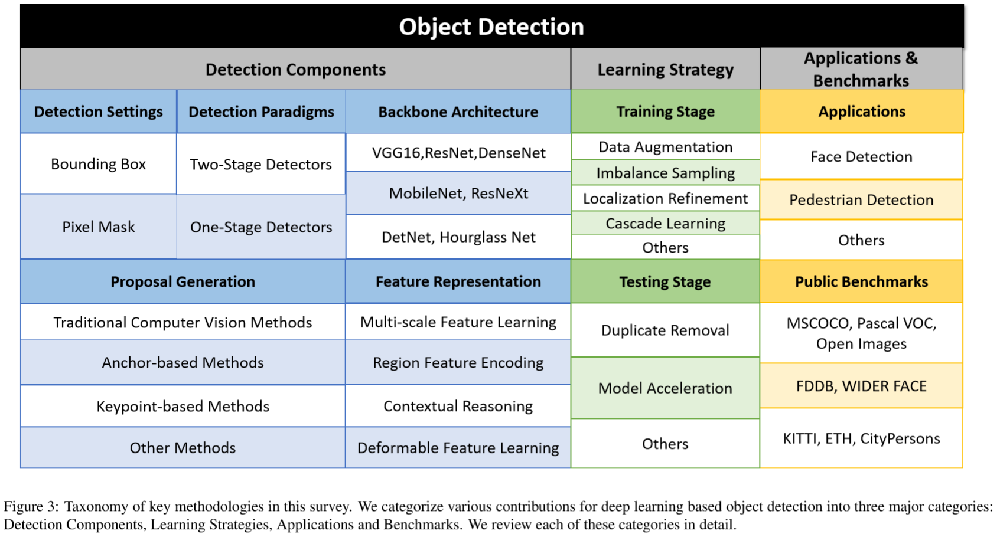 Object Detection
Detection Components
Learning Strategy
Applications &
Benchmarks
Detection Settings
Detection Paradigms
Backbone Architecture
Training Stage
Applications
Bounding Box
Two-Stage Detectors
VGG16,ResNet,DenseNet
Data Augmentation
Face Detection
Imbalance Sampling
MobileNet, ResNeXt
Localization Refinement
Pedestrian Detection
Pixel Mask
One-Stage Detectors
DetNet, Hourglass Net
Cascade Learning
Others
Others
Proposal Generation
Feature Representation
Testing Stage
Public Benchmarks
Traditional Computer Vision Methods
Multi-scale Feature Learning
Duplicate Removal
MSCOCO, Pascal VOC,
Open Images
Anchor-based Methods
Region Feature Encoding
Model Acceleration
FDDB, WIDER FACE
Keypoint-based Methods
Contextual Reasoning
Others
KITTI, ETH, CityPersons
Other Methods
Deformable Feature Learning
Figure 3: Taxonomy of key methodologies in this survey. We categorize various contributions for deep learning based object detection into three major categories:
Detection Components, Learning Strategies, Applications and Benchmarks. We review each of these categories in detail.